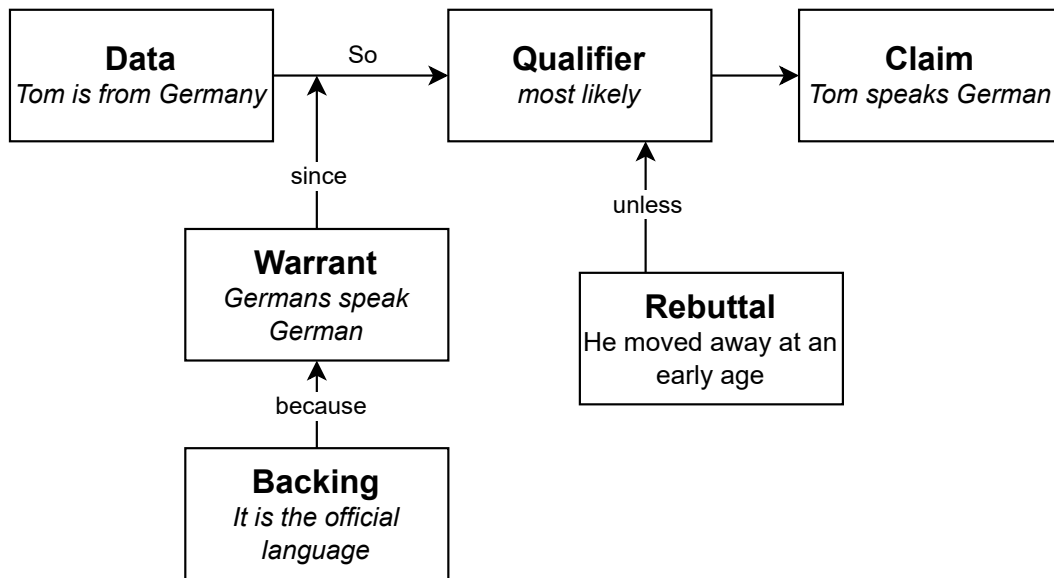 Data
Tom is from Germany
So
Qualifier
most likely
Claim
Tom speaks German
since
unless
Warrant
Germans speak
German
Rebuttal
He moved away at an
early age
because
Backing
It is the official
language